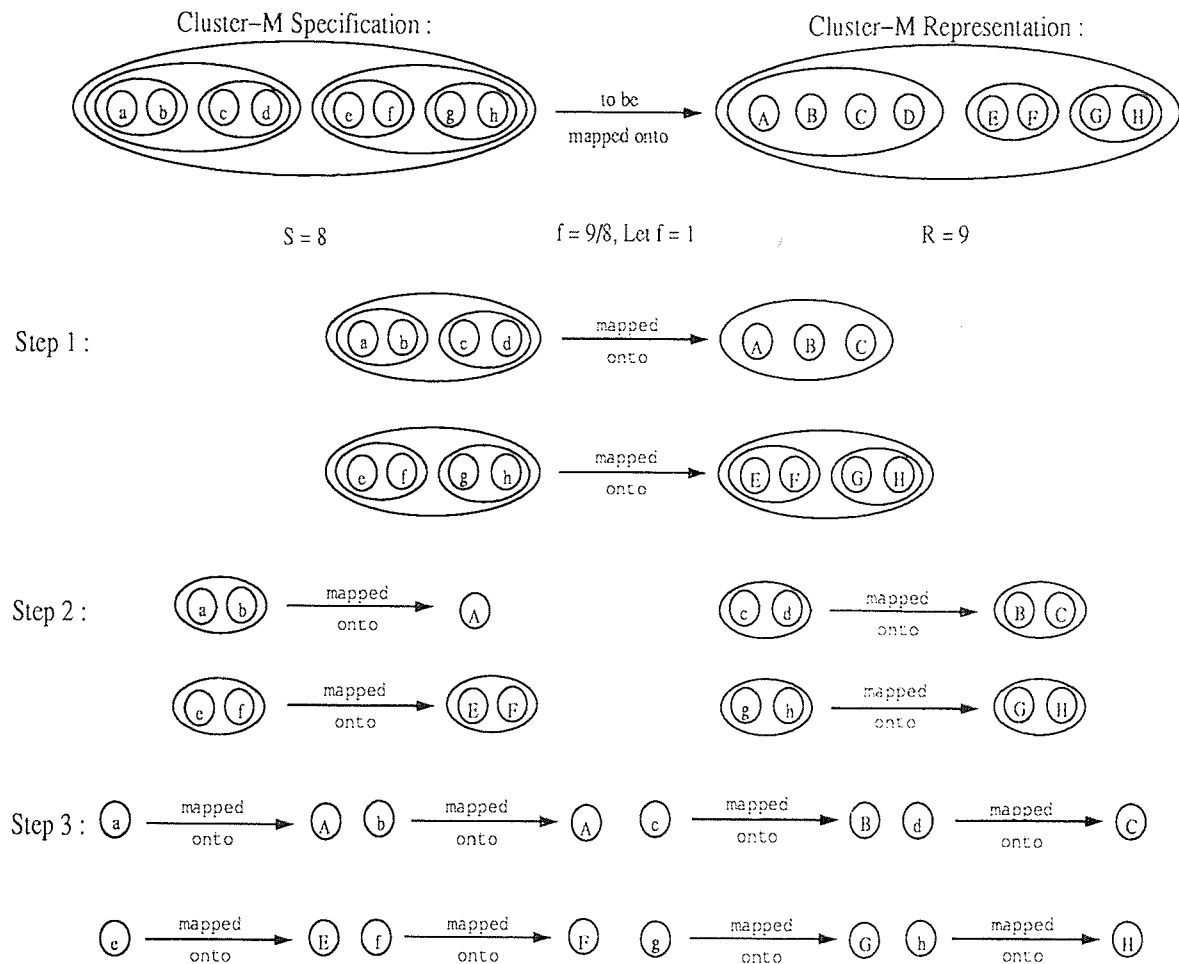 Cluster–M Specification :
Cluster–M Representation :
a b c d e f g h
to be
mapped onto
A B C D E F G H
S = 8
f = 9/8, Let f = 1
R = 9
Step 1 :
a b c d
mapped
onto
A B C
e f g h
mapped
onto
E F G H
Step 2 :
a b
mapped
onto
A
c d
mapped
onto
B C
e f
mapped
onto
E F
g h
mapped
onto
G H
Step 3 :
a
mapped
onto
A
b
mapped
onto
A
c
mapped
onto
B
d
mapped
onto
C
e
mapped
onto
E
f
mapped
onto
F
g
mapped
onto
G
h
mapped
onto
H